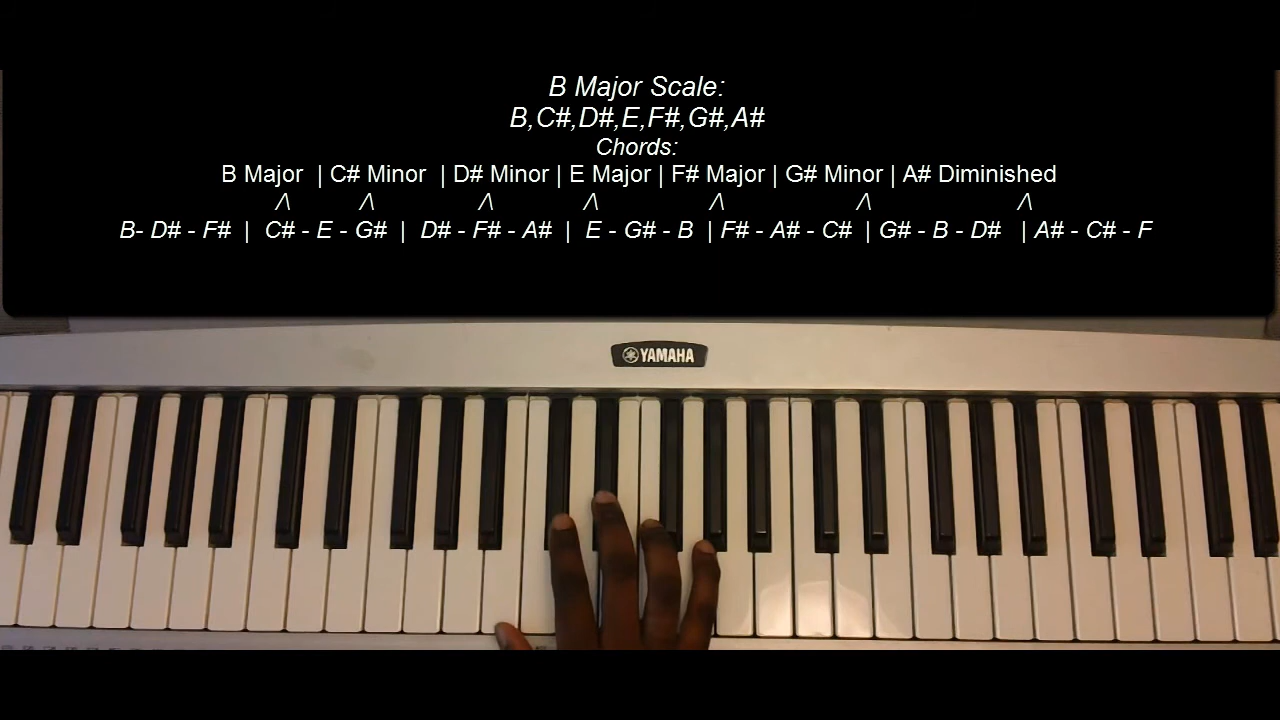 B Major Scale:
B,C#,D#,E,F#,G#,A#
Chords:
B Major | C# Minor | D# Minor | E Major | F# Major | G# Minor | A# Diminished
/\ /\ /\ /\ /\ /\ /\
B- D# - F# | C# - E - G# | D# - F# - A# | E - G# - B | F# - A# - C# | G# - B - D# | A# - C# - F
YAMAHA